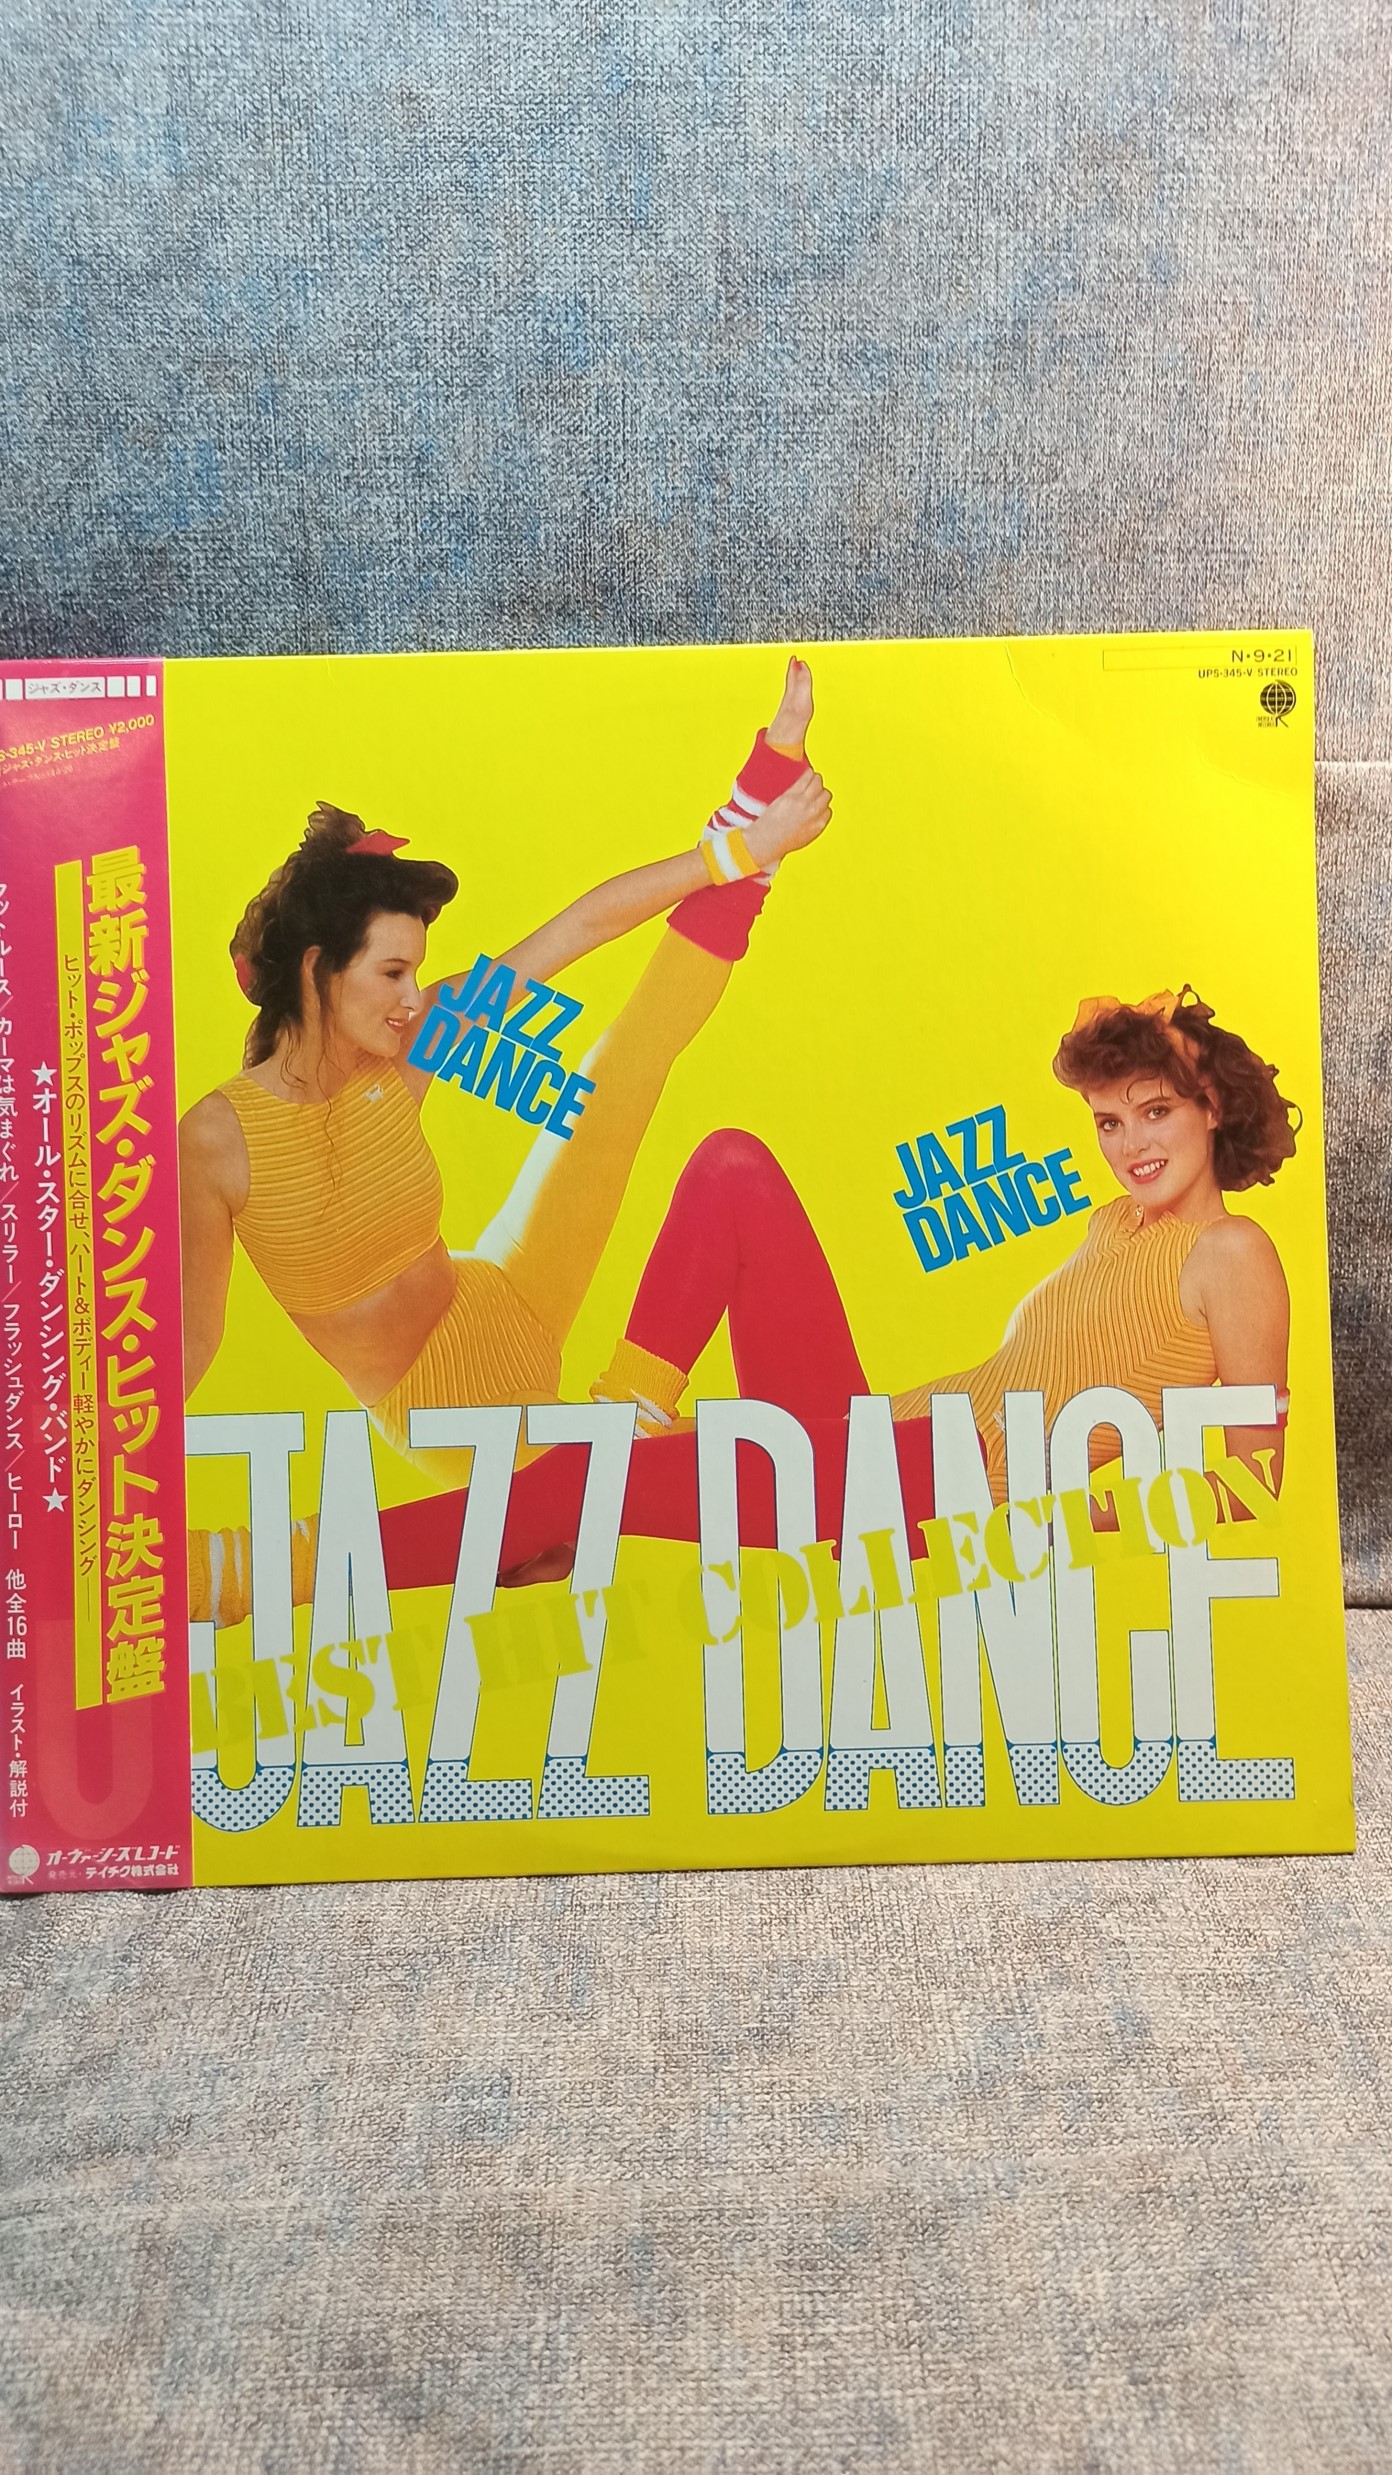 ジャズ・ダンス
S-345-V STEREO ¥2,000
ジャズ・ダンス・ヒット決定盤
最新ジャズ・ダンス・ヒット決定盤
ヒット・ポップスのリズムに合せ、ハート&ボディー軽やかにダンシング——
★オール・スター・ダンシング・バンド★
フットルース/カーマは気まぐれ/スリラー/フラッシュダンス/ヒーロー 他全16曲 イラスト・解説付
オーヴァーシーズレコード
発売元・テイチク株式会社
N・9・21
UPS-345-V STEREO
JAZZ
DANCE
JAZZ
DANCE
JAZZ DANCE
BEST HIT COLLECTION